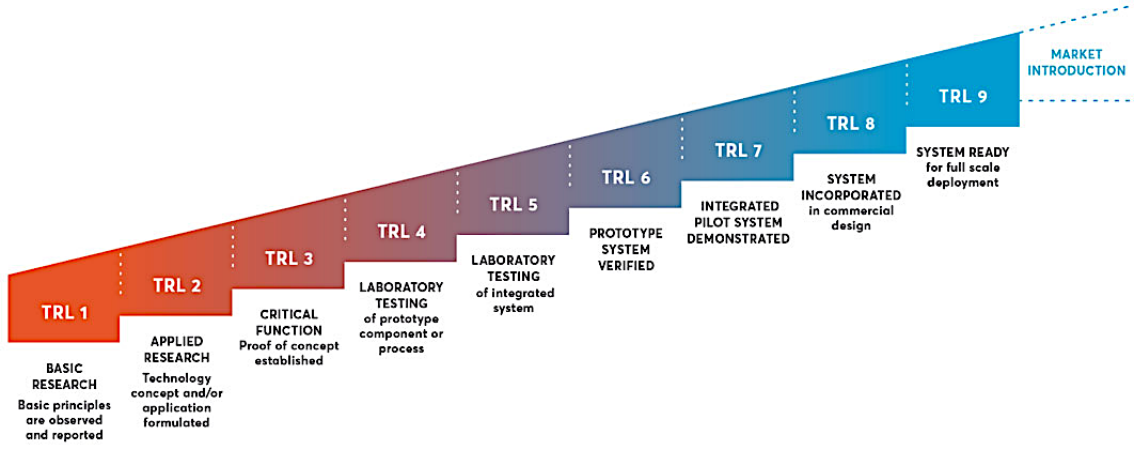 TRL 1
BASIC
RESEARCH
Basic principles
are observed
and reported
TRL 2
APPLIED
RESEARCH
Technology
concept and/or
application
formulated
TRL 3
CRITICAL
FUNCTION
Proof of concept
established
TRL 4
LABORATORY
TESTING
of prototype
component or
process
TRL 5
LABORATORY
TESTING
of integrated
system
TRL 6
PROTOTYPE
SYSTEM
VERIFIED
TRL 7
INTEGRATED
PILOT SYSTEM
DEMONSTRATED
TRL 8
SYSTEM
INCORPORATED
in commercial
design
TRL 9
SYSTEM READY
for full scale
deployment
MARKET
INTRODUCTION